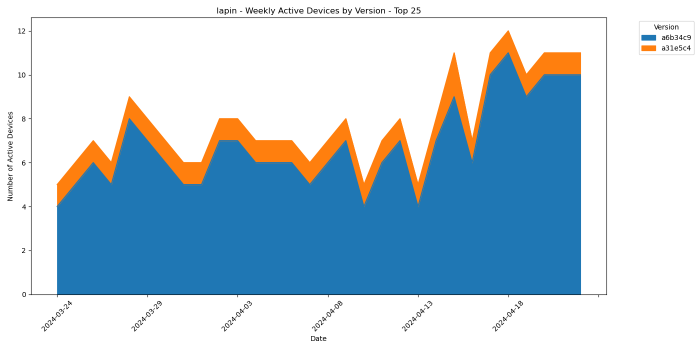 lapin - Weekly Active Devices by Version - Top 25
Version
a6b34c9
a31e5c4
Number of Active Devices
12
10
8
6
4
2
0
2024-03-24
2024-03-29
2024-04-03
2024-04-08
2024-04-13
2024-04-18
Date